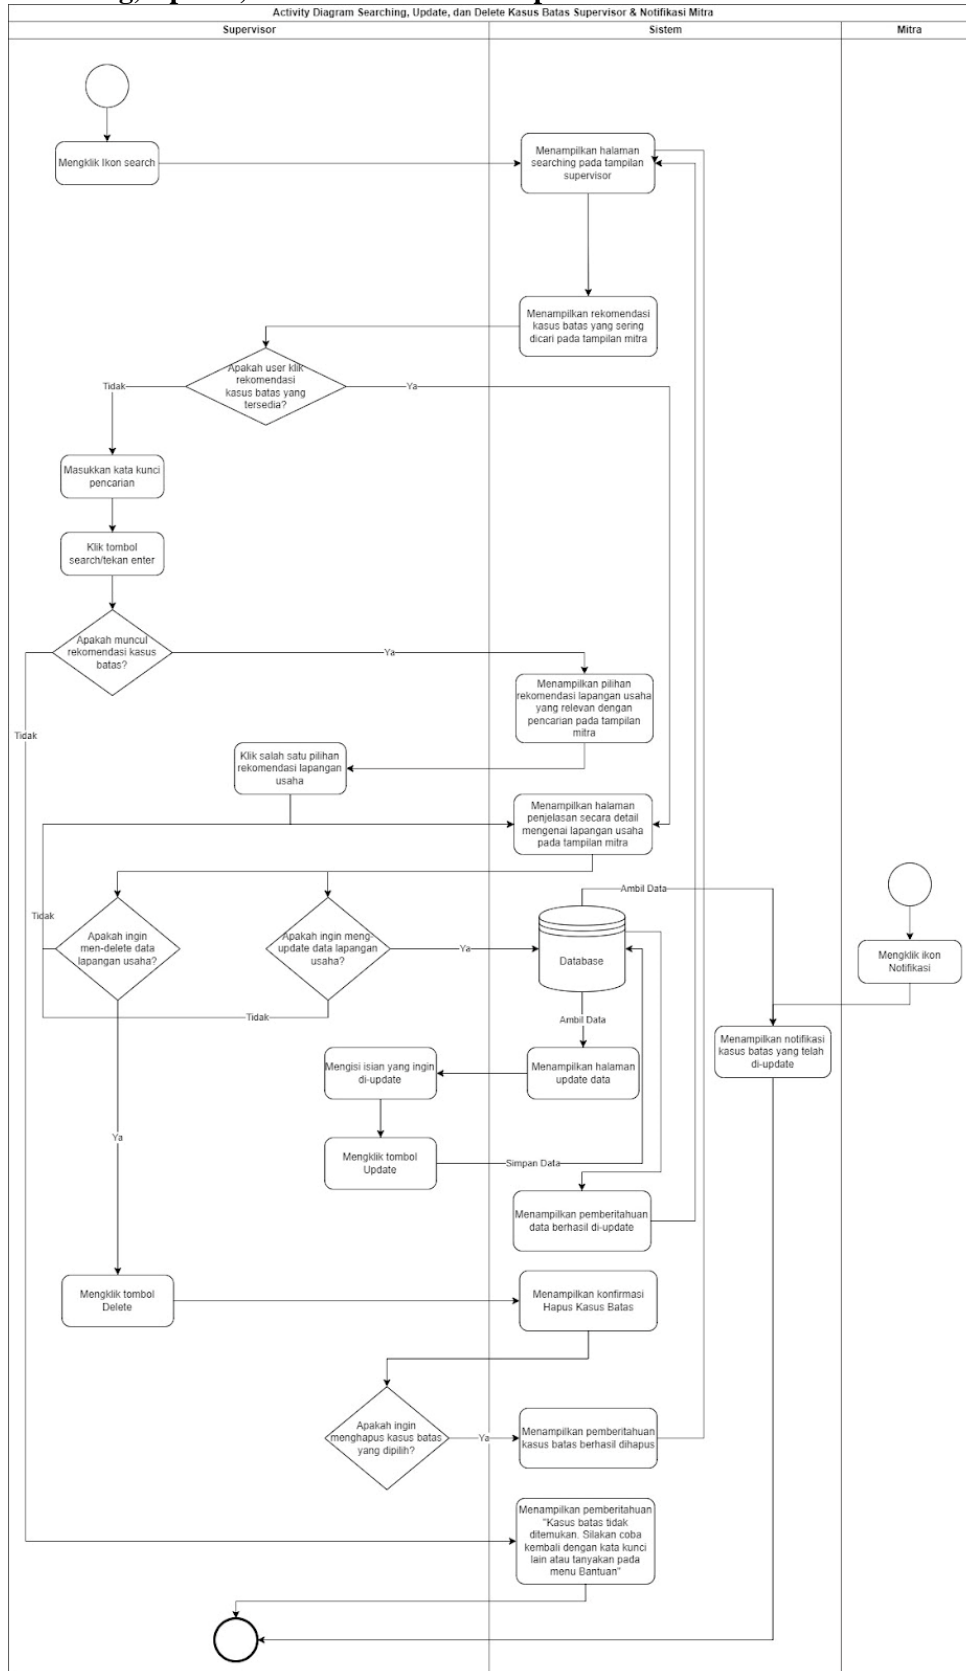 Activity Diagram Searching, Update, dan Delete Kasus Batas Supervisor & Notifikasi Mitra
Supervisor
Sistem
Mitra
Mengklik Ikon search
Menampilkan halaman
searching pada tampilan
supervisor
Menampilkan rekomendasi
kasus batas yang sering
dicari pada tampilan mitra
Apakah user klik
rekomendasi
kasus batas yang
tersedia?
Tidak
Ya
Masukkan kata kunci
pencarian
Klik tombol
search/tekan enter
Apakah muncul
rekomendasi kasus
batas?
Ya
Tidak
Menampilkan pilihan
rekomendasi lapangan usaha
yang relevan dengan
pencarian pada tampilan
mitra
Klik salah satu pilihan
rekomendasi lapangan
usaha
Menampilkan halaman
penjelasan secara detail
mengenai lapangan usaha
pada tampilan mitra
Ambil Data
Tidak
Apakah ingin
men-delete data
lapangan usaha?
Apakah ingin meng-
update data lapangan
usaha?
Ya
Database
Mengklik ikon
Notifikasi
Tidak
Ambil Data
Menampilkan notifikasi
kasus batas yang telah
di-update
Mengisi isian yang ingin
di-update
Menampilkan halaman
update data
Ya
Mengklik tombol
Update
Simpan Data
Menampilkan pemberitahuan
data berhasil di-update
Mengklik tombol
Delete
Menampilkan konfirmasi
Hapus Kasus Batas
Apakah ingin
menghapus kasus batas
yang dipilih?
Ya
Menampilkan pemberitahuan
kasus batas berhasil dihapus
Menampilkan pemberitahuan
"Kasus batas tidak
ditemukan. Silakan coba
kembali dengan kata kunci
lain atau tanyakan pada
menu Bantuan"